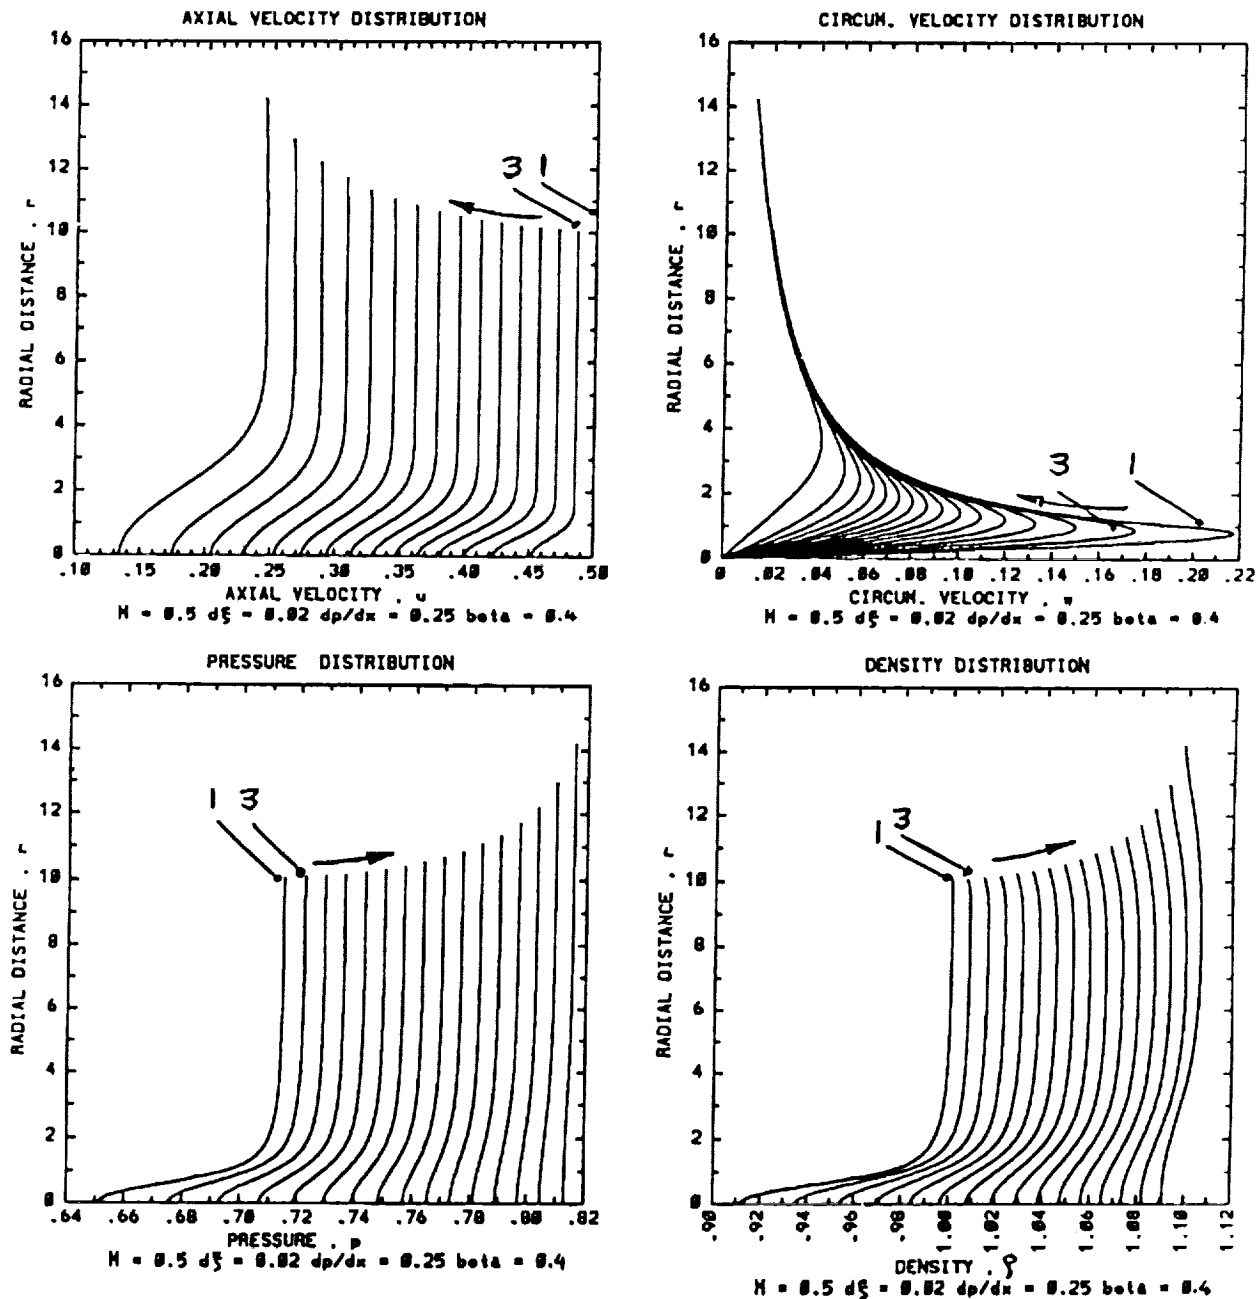 AXIAL VELOCITY DISTRIBUTION
16
14
12
10
8
6
4
2
0
RADIAL DISTANCE , r
3 1
.10 .15 .20 .25 .30 .35 .40 .45 .50
AXIAL VELOCITY , u
M = 0.5 dξ = 0.02 dp/dx = 0.25 beta = 0.4
CIRCUM. VELOCITY DISTRIBUTION
16
14
12
10
8
6
4
2
0
RADIAL DISTANCE , r
3 1
0 .02 .04 .06 .08 .10 .12 .14 .16 .18 .20 .22
CIRCUM. VELOCITY , w
M = 0.5 dξ = 0.02 dp/dx = 0.25 beta = 0.4
PRESSURE DISTRIBUTION
16
14
12
10
8
6
4
2
0
RADIAL DISTANCE , r
1 3
.64 .66 .68 .70 .72 .74 .76 .78 .80 .82
PRESSURE , p
M = 0.5 dξ = 0.02 dp/dx = 0.25 beta = 0.4
DENSITY DISTRIBUTION
16
14
12
10
8
6
4
2
0
RADIAL DISTANCE , r
1 3
.90 .92 .94 .96 .98 1.00 1.02 1.04 1.06 1.08 1.10 1.12
DENSITY , ρ
M = 0.5 dξ = 0.02 dp/dx = 0.25 beta = 0.4